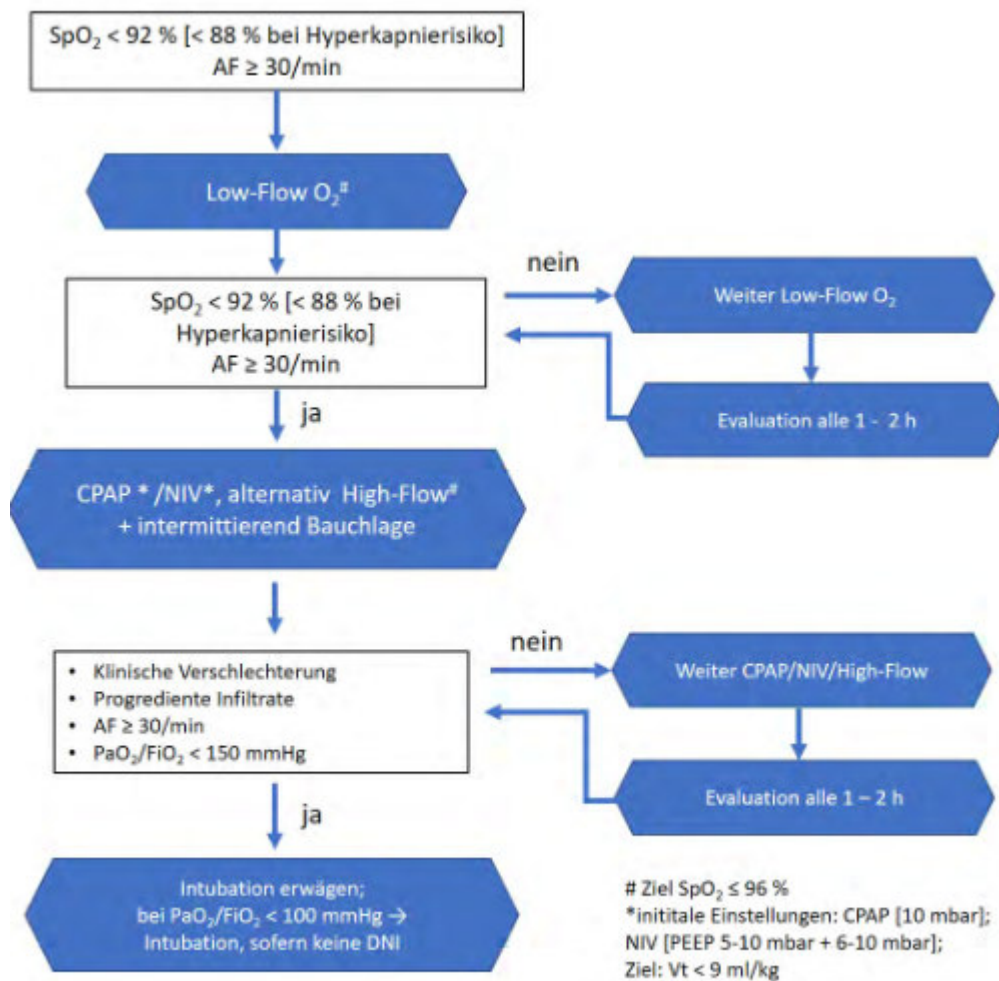 SpO₂ < 92 % [< 88 % bei Hyperkapnierisiko]
AF ≥ 30/min
Low-Flow O₂#
SpO₂ < 92 % [< 88 % bei
Hyperkapnierisiko]
AF ≥ 30/min
nein
Weiter Low-Flow O₂
Evaluation alle 1 - 2 h
ja
CPAP * /NIV*, alternativ High-Flow#
+ intermittierend Bauchlage
• Klinische Verschlechterung
• Progrediente Infiltrate
• AF ≥ 30/min
• PaO₂/FiO₂ < 150 mmHg
nein
Weiter CPAP/NIV/High-Flow
Evaluation alle 1 – 2 h
ja
Intubation erwägen;
bei PaO₂/FiO₂ < 100 mmHg →
Intubation, sofern keine DNI
# Ziel SpO₂ ≤ 96 %
*inititale Einstellungen: CPAP [10 mbar];
NIV [PEEP 5-10 mbar + 6-10 mbar];
Ziel: Vt < 9 ml/kg